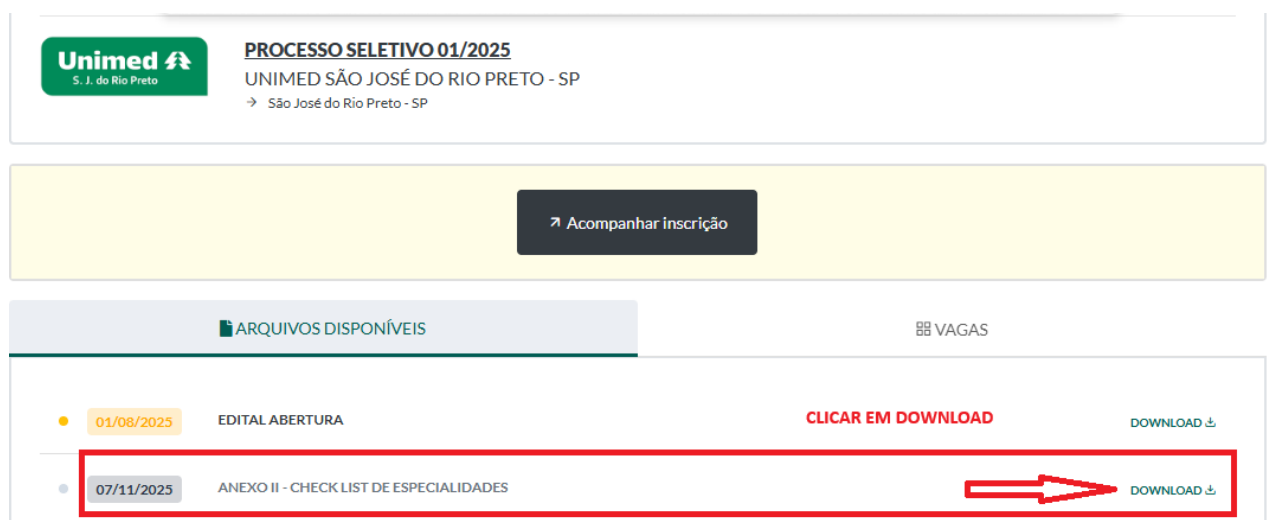 Unimed
S. J. do Rio Preto
PROCESSO SELETIVO 01/2025
UNIMED SÃO JOSÉ DO RIO PRETO - SP
→ São José do Rio Preto - SP
Acompanhar inscrição
ARQUIVOS DISPONÍVEIS
VAGAS
01/08/2025 EDITAL ABERTURA CLICAR EM DOWNLOAD DOWNLOAD
07/11/2025 ANEXO II - CHECK LIST DE ESPECIALIDADES DOWNLOAD